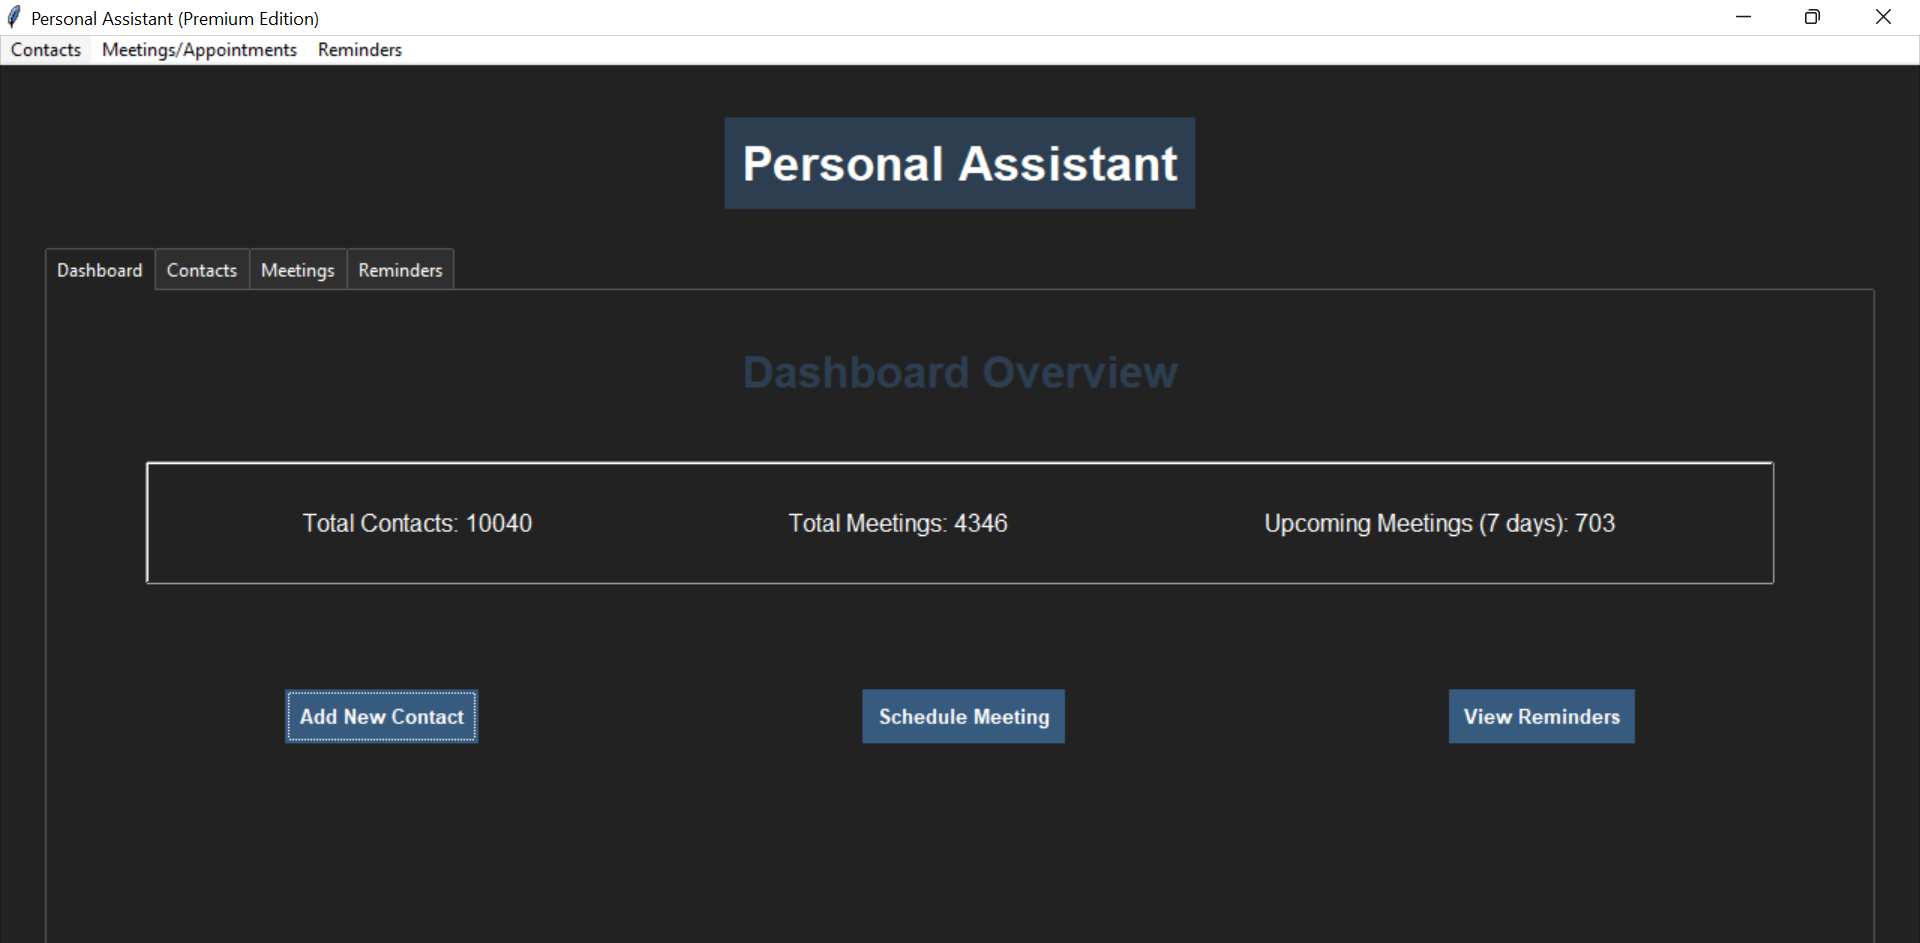 Personal Assistant (Premium Edition)
Contacts Meetings/Appointments Reminders
Personal Assistant
Dashboard Contacts Meetings Reminders
Dashboard Overview
Total Contacts: 10040 Total Meetings: 4346 Upcoming Meetings (7 days): 703
Add New Contact Schedule Meeting View Reminders